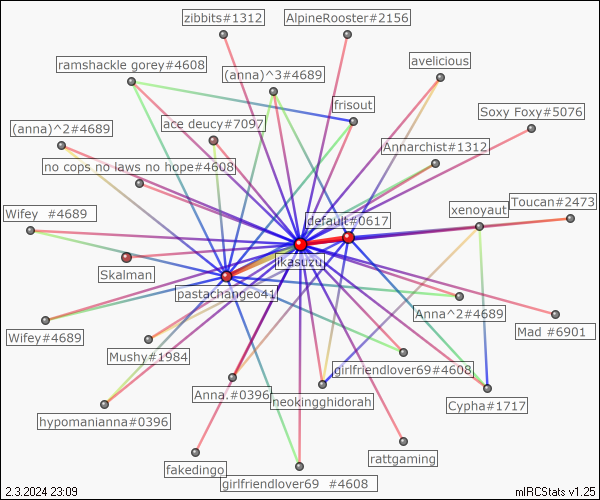 zibbits#1312
AlpineRooster#2156
ramshackle gorey#4608
(anna)^3#4689
avelicious
frisout
Soxy Foxy#5076
(anna)^2#4689
ace deucy#7097
Annarchist#1312
no cops no laws no hope#4608
Toucan#2473
Wifey #4689
default#0617
xenoyaut
ikasuzu
Skalman
pastachange041
Anna^2#4689
Mad #6901
Wifey#4689
Mushy#1984
girlfriendlover69#4608
Anna.#0396
neokingghidorah
Cypha#1717
hypomanianna#0396
rattgaming
fakedingo
girlfriendlover69 #4608
2.3.2024 23:09
mIRCStats v1.25